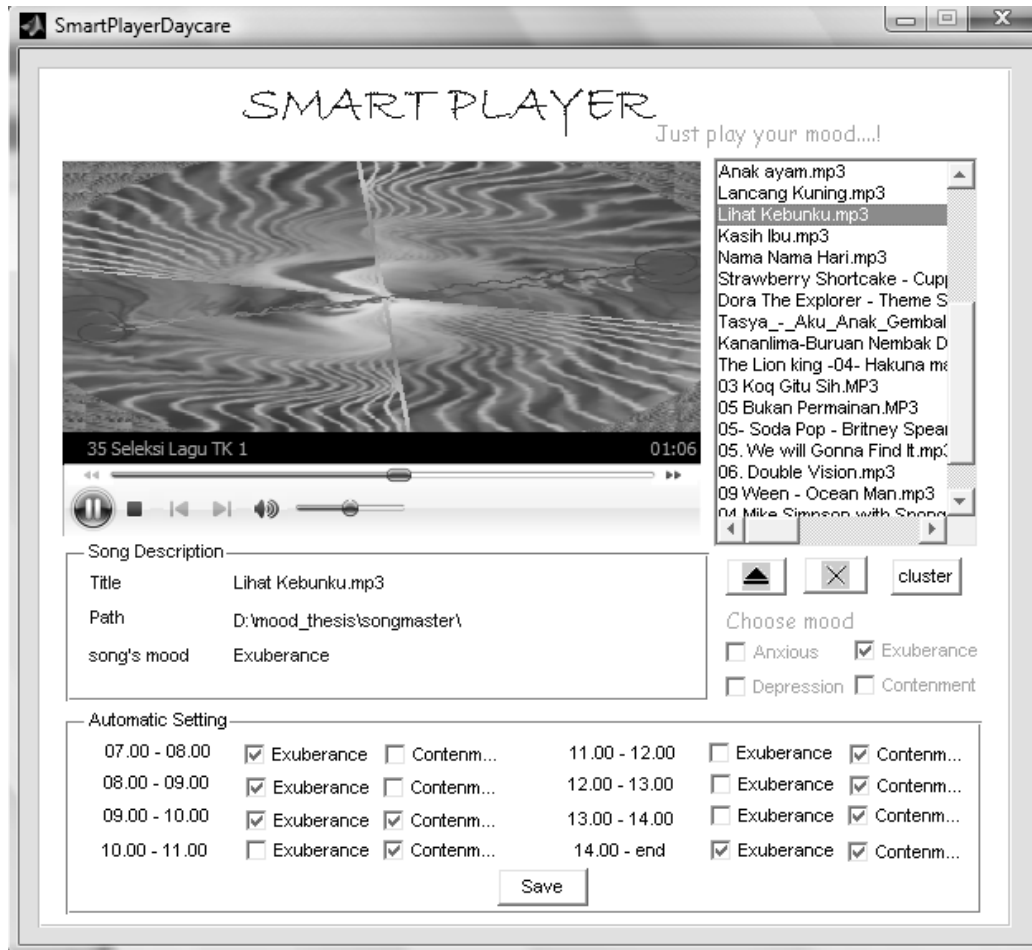 SmartPlayerDaycare
SMART PLAYER
Just play your mood....!
Anak ayam.mp3
Lancang Kuning.mp3
Lihat Kebunku.mp3
Kasih Ibu.mp3
Nama Nama Hari.mp3
Strawberry Shortcake - Cupp
Dora The Explorer - Theme S
Tasya_-_Aku_Anak_Gembal
Kananlima-Buruan Nembak D
The Lion king -04- Hakuna ma
03 Koq Gitu Sih.MP3
05 Bukan Permainan.MP3
05- Soda Pop - Britney Spear
05. We will Gonna Find It.mp3
06. Double Vision.mp3
09 Ween - Ocean Man.mp3
04 Mike Simpson with Spong
35 Seleksi Lagu TK 1 01:06
Song Description
Title Lihat Kebunku.mp3
Path D:\mood_thesis\songmaster\
song's mood Exuberance
cluster
Choose mood
Anxious Exuberance
Depression Contenment
Automatic Setting
07.00 - 08.00 Exuberance Contenm... 11.00 - 12.00 Exuberance Contenm...
08.00 - 09.00 Exuberance Contenm... 12.00 - 13.00 Exuberance Contenm...
09.00 - 10.00 Exuberance Contenm... 13.00 - 14.00 Exuberance Contenm...
10.00 - 11.00 Exuberance Contenm... 14.00 - end Exuberance Contenm...
Save